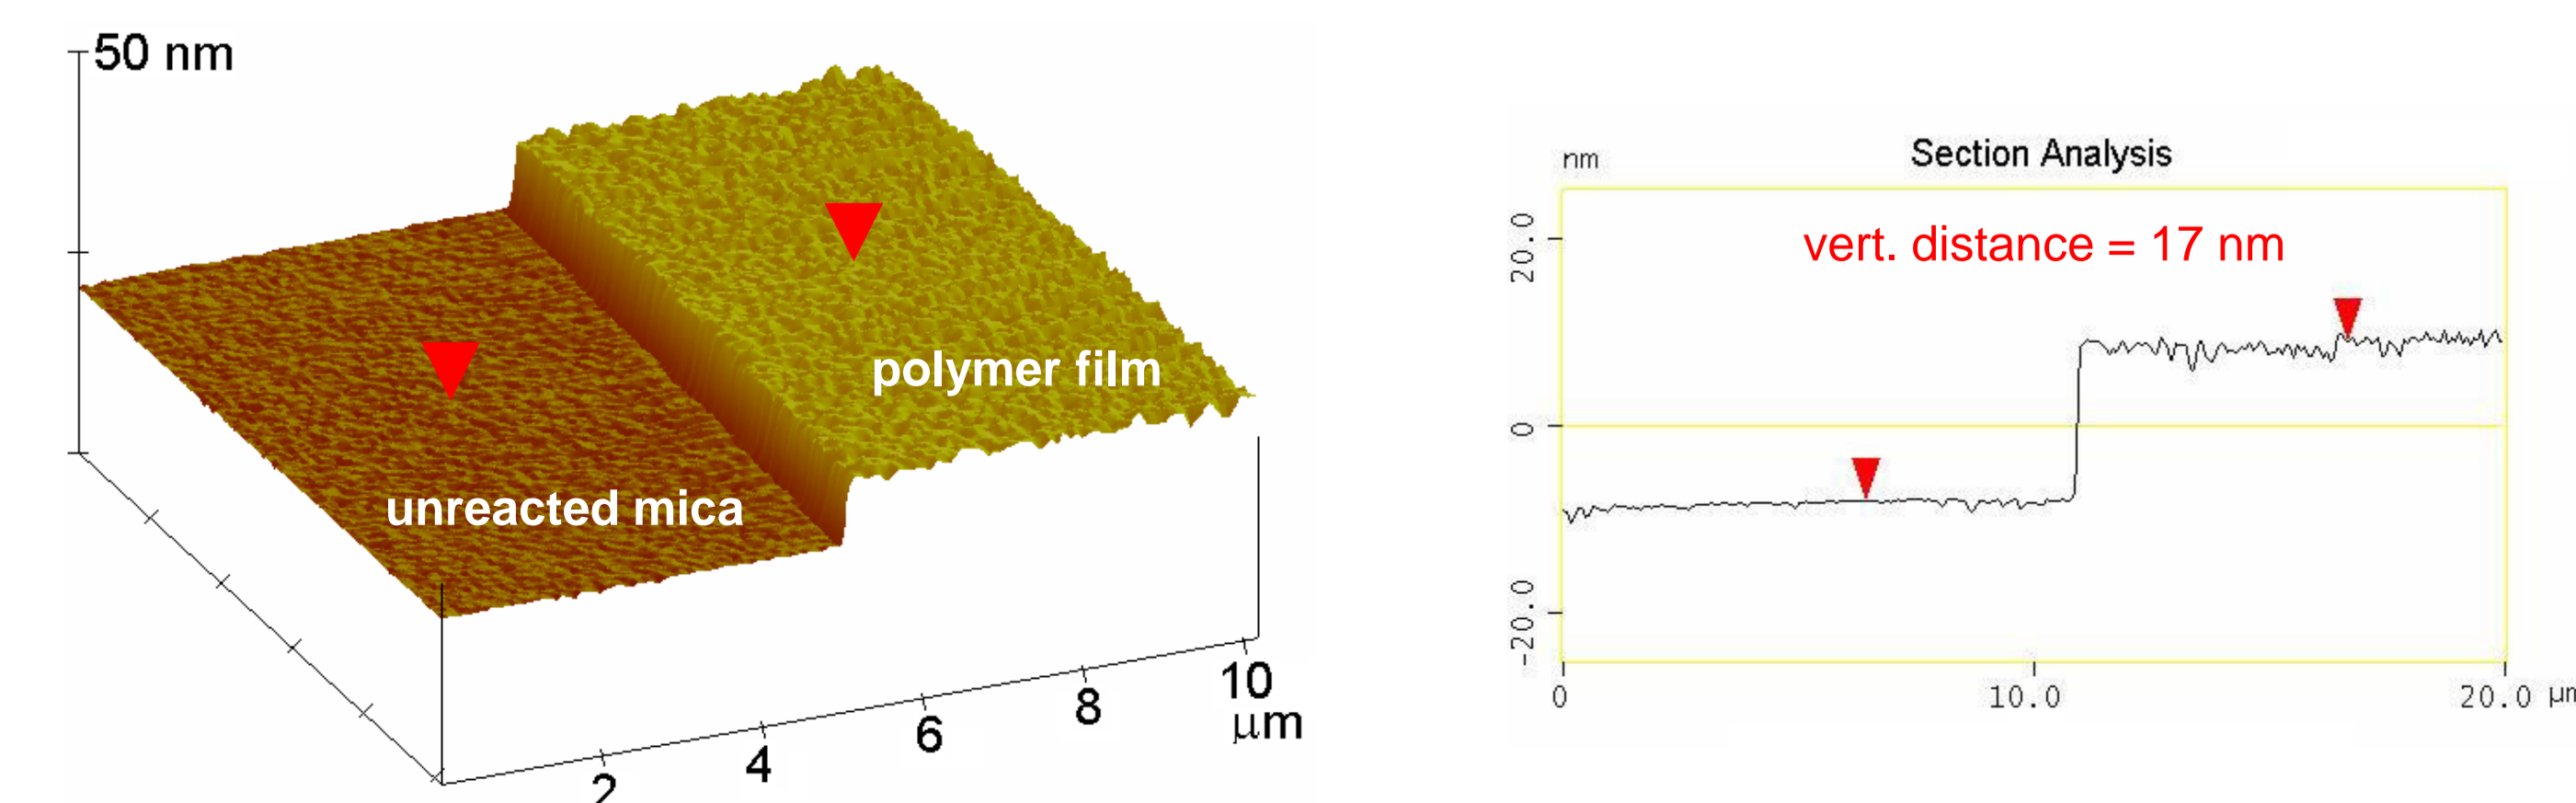 50 nm
polymer film
unreacted mica
2
4
6
8
10
μm
Section Analysis
nm
vert. distance = 17 nm
20.0
0
-20.0
0
10.0
20.0 μm